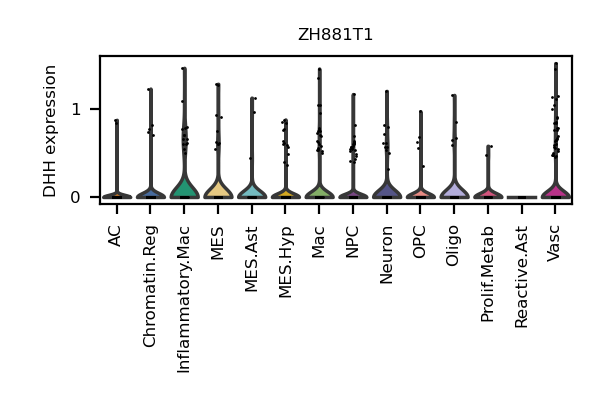 ZH881T1
DHH expression
1
0
AC
Chromatin.Reg
Inflammatory.Mac
MES
MES.Ast
MES.Hyp
Mac
NPC
Neuron
OPC
Oligo
Prolif.Metab
Reactive.Ast
Vasc